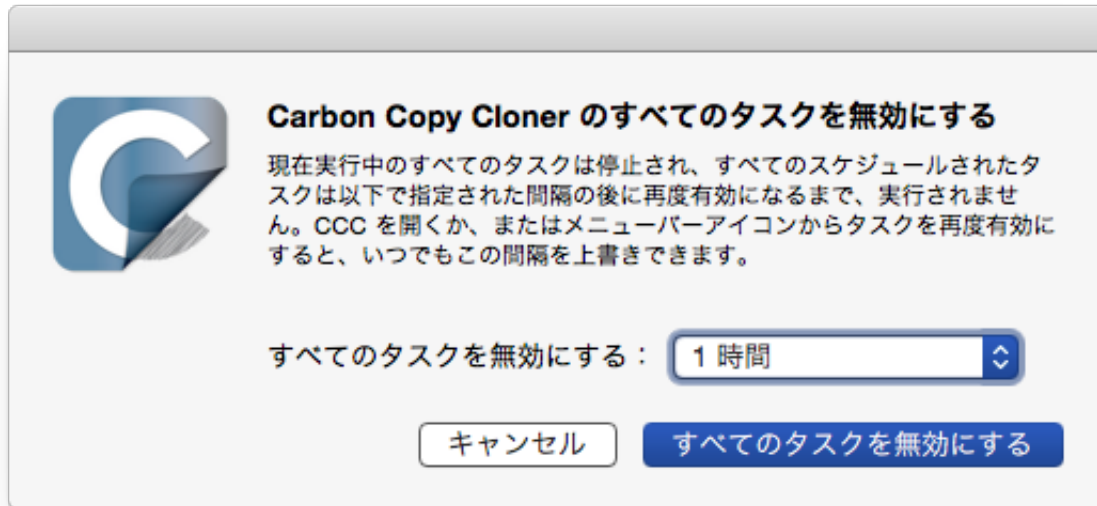 Carbon Copy Cloner のすべてのタスクを無効にする
現在実行中のすべてのタスクは停止され、すべてのスケジュールされたタ
スクは以下で指定された間隔の後に再度有効になるまで、実行されませ
ん。CCC を開くか、またはメニューバーアイコンからタスクを再度有効に
すると、いつでもこの間隔を上書きできます。
すべてのタスクを無効にする： 1 時間
キャンセル すべてのタスクを無効にする